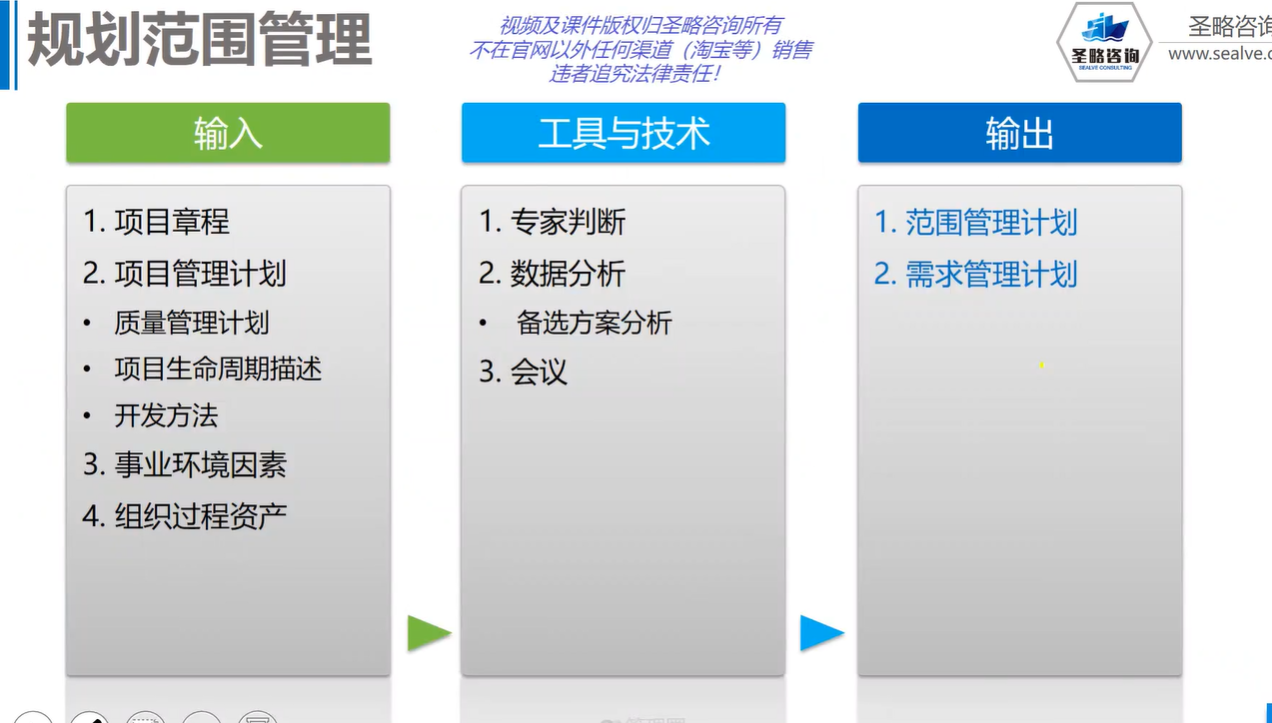 规划范围管理
视频及课件版权归圣略咨询所有
不在官网以外任何渠道（淘宝等）销售
违者追究法律责任！
圣略咨询
SEALVE CONSULTING
圣略咨询
www.sealve.c
输入
1. 项目章程
2. 项目管理计划
• 质量管理计划
• 项目生命周期描述
• 开发方法
3. 事业环境因素
4. 组织过程资产
工具与技术
1. 专家判断
2. 数据分析
• 备选方案分析
3. 会议
输出
1. 范围管理计划
2. 需求管理计划